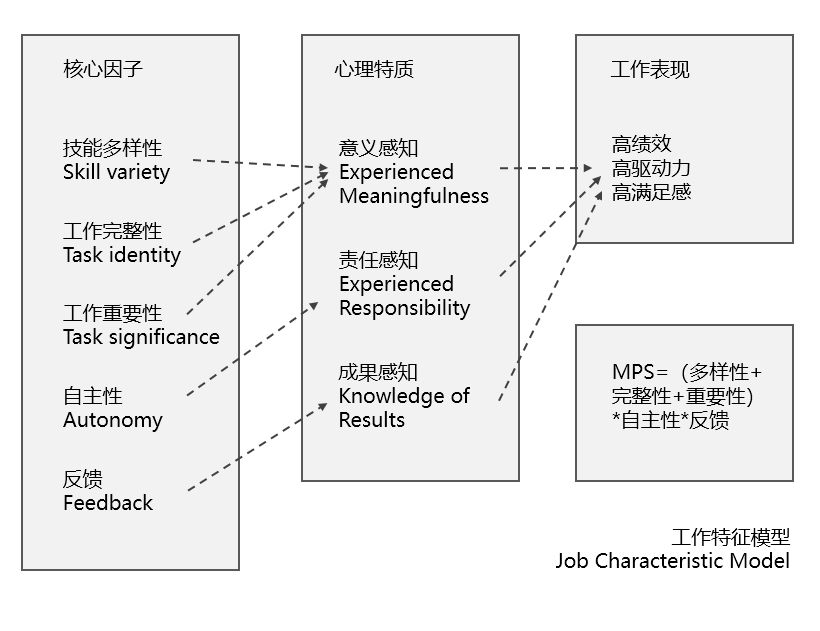 核心因子
技能多样性
Skill variety
工作完整性
Task identity
工作重要性
Task significance
自主性
Autonomy
反馈
Feedback
心理特质
意义感知
Experienced
Meaningfulness
责任感知
Experienced
Responsibility
成果感知
Knowledge of
Results
工作表现
高绩效
高驱动力
高满足感
MPS=（多样性+
完整性+重要性）
*自主性*反馈
工作特征模型
Job Characteristic Model